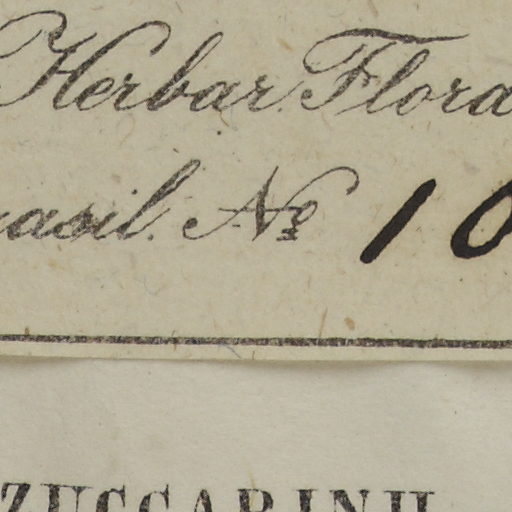 Herbar. Flora
rasil. No 10
ZUCCARINII